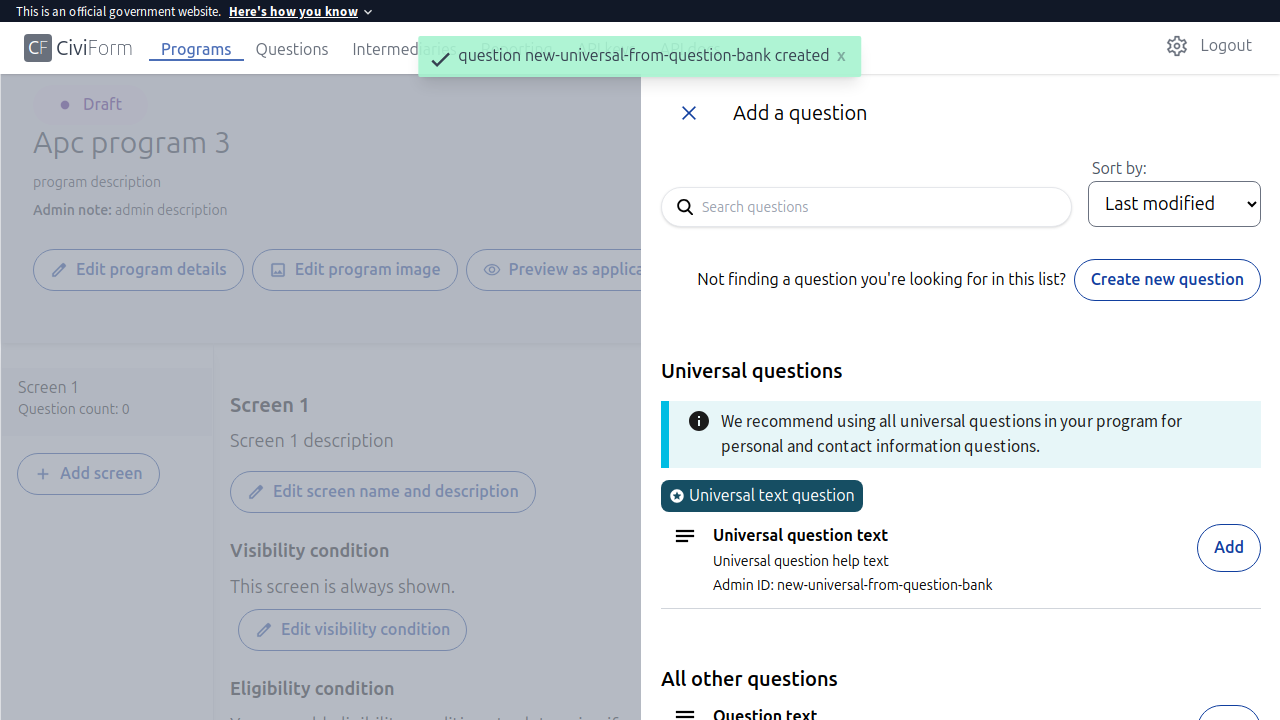 This is an official government website. Here's how you know
CF CiviForm Programs Questions Intermediaries Logout
question new-universal-from-question-bank created x
Draft
Apc program 3
program description
Admin note: admin description
Edit program details Edit program image Preview as applica
Screen 1
Question count: 0
Add screen
Screen 1
Screen 1 description
Edit screen name and description
Visibility condition
This screen is always shown.
Edit visibility condition
Eligibility condition
Add a question
Sort by:
Search questions Last modified
Not finding a question you're looking for in this list? Create new question
Universal questions
We recommend using all universal questions in your program for
personal and contact information questions.
Universal text question
Universal question text
Universal question help text
Admin ID: new-universal-from-question-bank
Add
All other questions
Question text